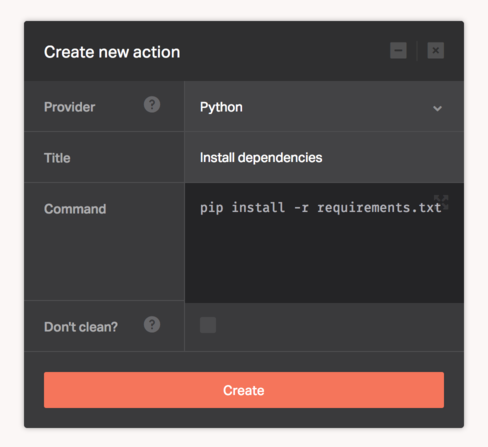 Create new action
Provider ? Python
Title Install dependencies
Command pip install -r requirements.txt
Don't clean? ?
Create